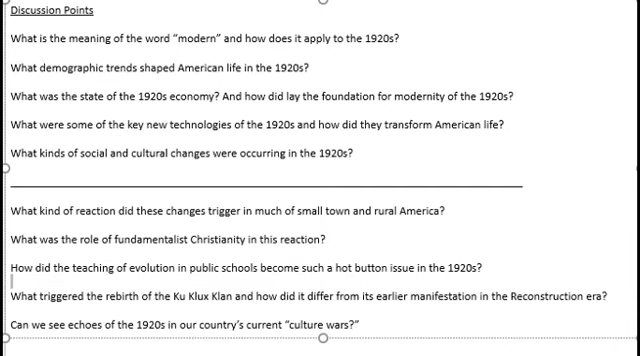 Discussion Points
What is the meaning of the word “modern” and how does it apply to the 1920s?
What demographic trends shaped American life in the 1920s?
What was the state of the 1920s economy? And how did lay the foundation for modernity of the 1920s?
What were some of the key new technologies of the 1920s and how did they transform American life?
What kinds of social and cultural changes were occurring in the 1920s?
What kind of reaction did these changes trigger in much of small town and rural America?
What was the role of fundamentalist Christianity in this reaction?
How did the teaching of evolution in public schools become such a hot button issue in the 1920s?
What triggered the rebirth of the Ku Klux Klan and how did it differ from its earlier manifestation in the Reconstruction era?
Can we see echoes of the 1920s in our country’s current “culture wars?”